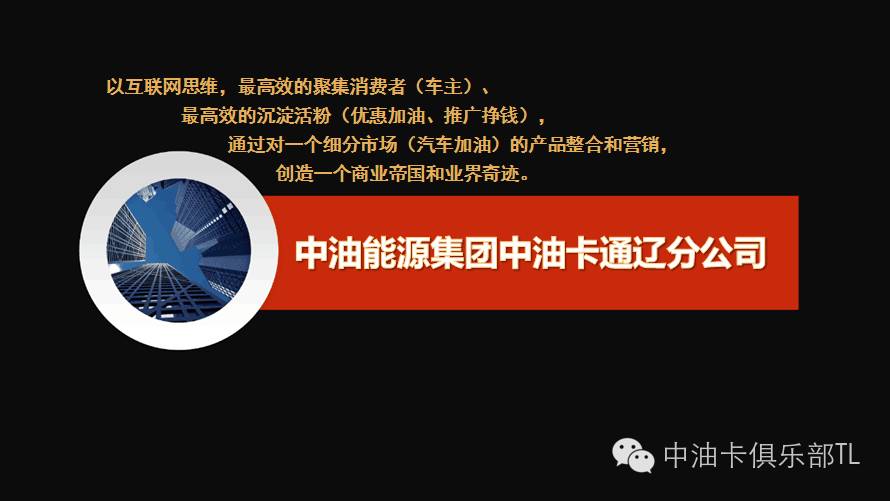 以互联网思维，最高效的聚集消费者（车主）、
最高效的沉淀活粉（优惠加油、推广挣钱），
通过对一个细分市场（汽车加油）的产品整合和营销，
创造一个商业帝国和业界奇迹。
中油能源集团中油卡通辽分公司
中油卡俱乐部TL